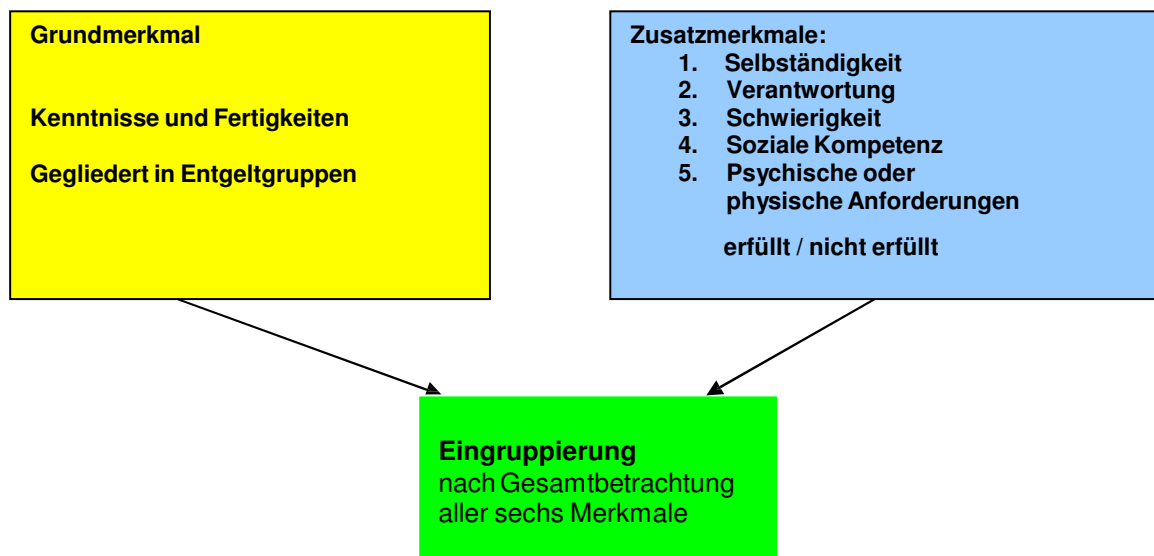 Grundmerkmal
Kenntnisse und Fertigkeiten
Gegliedert in Entgeltgruppen
Zusatzmerkmale:
1. Selbständigkeit
2. Verantwortung
3. Schwierigkeit
4. Soziale Kompetenz
5. Psychische oder
physische Anforderungen
erfüllt / nicht erfüllt
Eingruppierung
nach Gesamtbetrachtung
aller sechs Merkmale